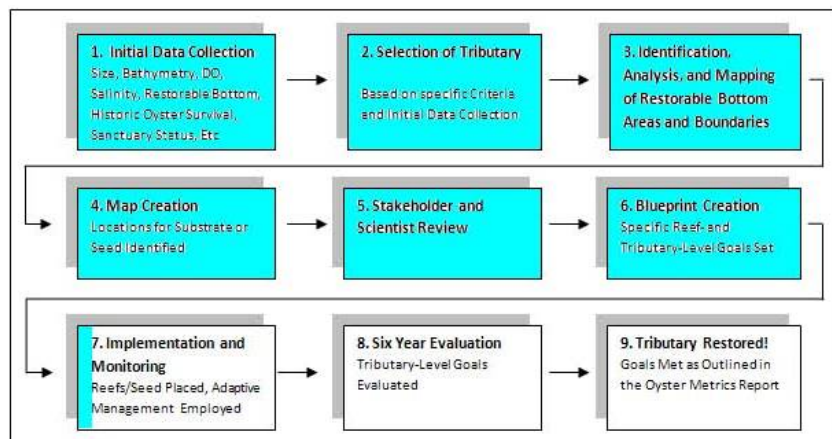 1. Initial Data Collection
Size, Bathymetry, DO,
Salinity, Restorable Bottom,
Historic Oyster Survival,
Sanctuary Status, Etc
2. Selection of Tributary
Based on specific Criteria
and Initial Data Collection
3. Identification,
Analysis, and Mapping
of Restorable Bottom
Areas and Boundaries
4. Map Creation
Locations for Substrate or
Seed Identified
5. Stakeholder and
Scientist Review
6. Blueprint Creation
Specific Reef- and
Tributary-Level Goals Set
7. Implementation and
Monitoring
Reefs/Seed Placed, Adaptive
Management Employed
8. Six Year Evaluation
Tributary-Level Goals
Evaluated
9. Tributary Restored!
Goals Met as Outlined in
the Oyster Metrics Report